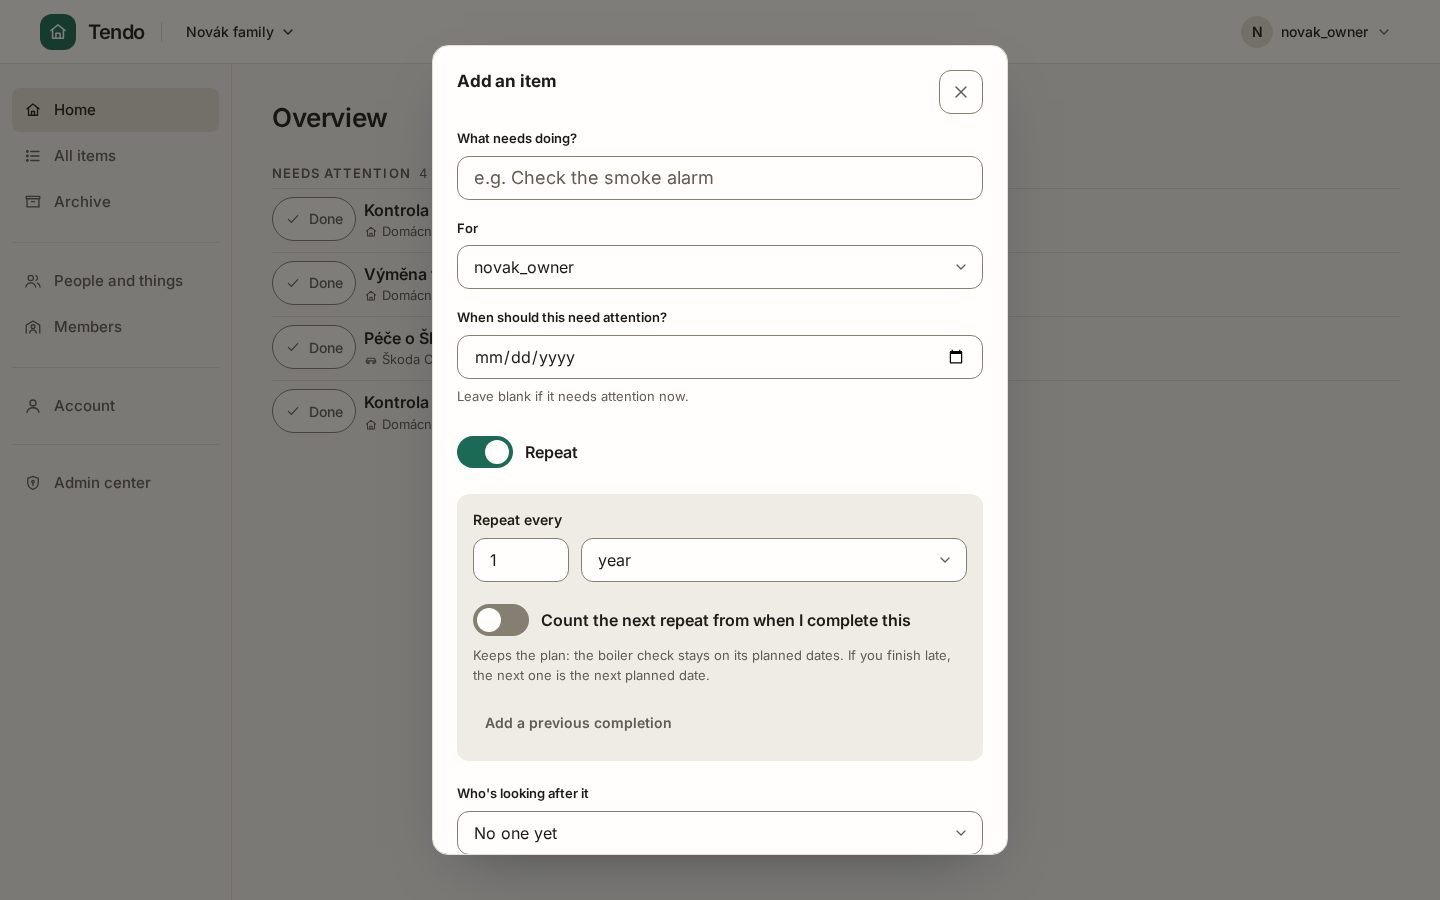 Tendo
Novák family
N
novak_owner
Home
All items
Archive
People and things
Members
Account
Admin center
Overview
NEEDS ATTENTION 4
Done
Kontrola
Done
Výměna
Done
Péče o
Škoda
Done
Kontrola
Add an item
What needs doing?
e.g. Check the smoke alarm
For
novak_owner
When should this need attention?
mm/dd/yyyy
Leave blank if it needs attention now.
Repeat
Repeat every
1
year
Count the next repeat from when I complete this
Keeps the plan: the boiler check stays on its planned dates. If you finish late,
the next one is the next planned date.
Add a previous completion
Who's looking after it
No one yet